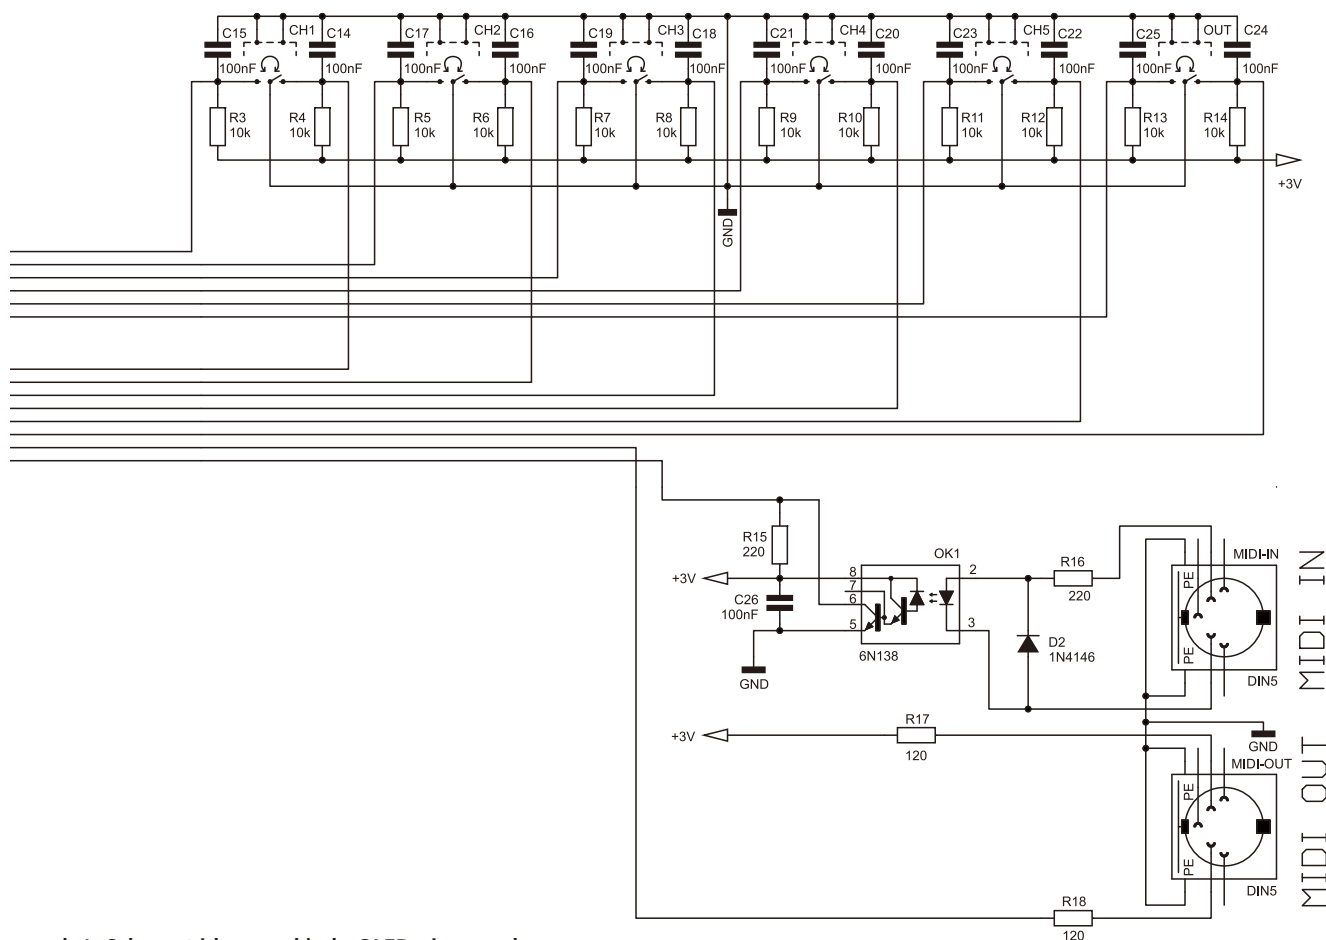 C15 CH1 C14 C17 CH2 C16 C19 CH3 C18 C21 CH4 C20 C23 CH5 C22 C25 OUT C24
100nF 100nF 100nF 100nF 100nF 100nF 100nF 100nF 100nF 100nF 100nF 100nF
R3 R4 R5 R6 R7 R8 R9 R10 R11 R12 R13 R14
10k 10k 10k 10k 10k 10k 10k 10k 10k 10k 10k 10k
+3V
GND
R15
220
OK1
R16
220
MIDI-IN
MIDI IN
PE
PE
DIN5
+3V
8
7
6
5
2
3
C26
100nF
6N138
D2
1N4146
GND
+3V
R17
120
GND
MIDI-OUT
MIDI OUT
PE
PE
DIN5
R18
120